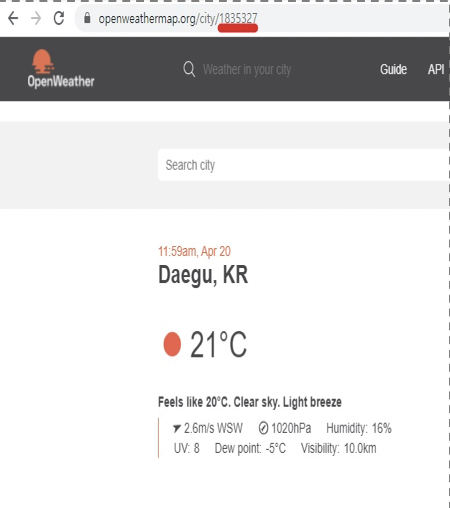 openweathermap.org/city/1835327
OpenWeather
Weather in your city
Guide API
Search city
11:59am, Apr 20
Daegu, KR
21°C
Feels like 20°C. Clear sky. Light breeze
2.6m/s WSW 1020hPa Humidity: 16%
UV: 8 Dew point: -5°C Visibility: 10.0km